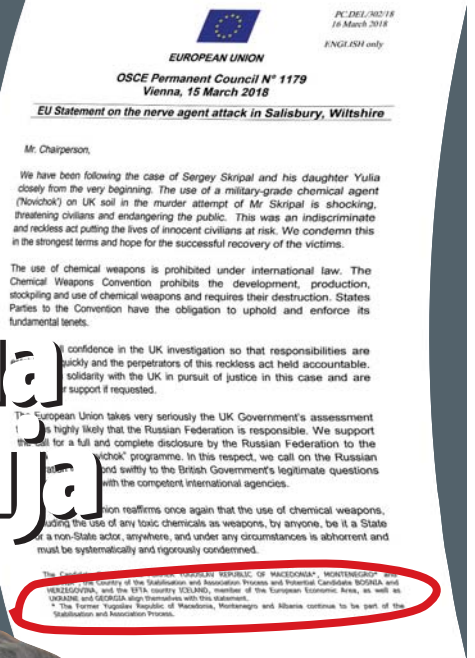 PC.DEL/302/18
16 March 2018
ENGLISH only
EUROPEAN UNION
OSCE Permanent Council Nº 1179
Vienna, 15 March 2018
EU Statement on the nerve agent attack in Salisbury, Wiltshire
Mr. Chairperson,
We have been following the case of Sergey Skripal and his daughter Yulia
closely from the very beginning. The use of a military-grade chemical agent
('Novichok') on UK soil in the murder attempt of Mr Skripal is shocking,
threatening civilians and endangering the public. This was an indiscriminate
and reckless act putting the lives of innocent civilians at risk. We condemn this
in the strongest terms and hope for the successful recovery of the victims.
The use of chemical weapons is prohibited under international law. The
Chemical Weapons Convention prohibits the development, production,
stockpiling and use of chemical weapons and requires their destruction. States
Parties to the Convention have the obligation to uphold and enforce its
fundamental tenets.
confidence in the UK investigation so that responsibilities are
quickly and the perpetrators of this reckless act held accountable.
solidarity with the UK in pursuit of justice in this case and are
support if requested.
The European Union takes very seriously the UK Government's assessment
is highly likely that the Russian Federation is responsible. We support
the call for a full and complete disclosure by the Russian Federation to the
programme. In this respect, we call on the Russian
swiftly to the British Government's legitimate questions
with the competent international agencies.
reaffirms once again that the use of chemical weapons,
the use of any toxic chemicals as weapons, by anyone, be it a State
or a non-State actor, anywhere, and under any circumstances is abhorrent and
must be systematically and rigorously condemned.
The YUGOSLAV REPUBLIC OF MACEDONIA*, MONTENEGRO* and
the Country of the Stabilisation and Association Process and Potential Candidate BOSNIA and
HERZEGOVINA, and the EFTA country ICELAND, member of the European Economic Area, as well as
UKRAINE and GEORGIA align themselves with this statement.
* The Former Yugoslav Republic of Macedonia, Montenegro and Albania continue to be part of the
Stabilisation and Association Process.
a
ja